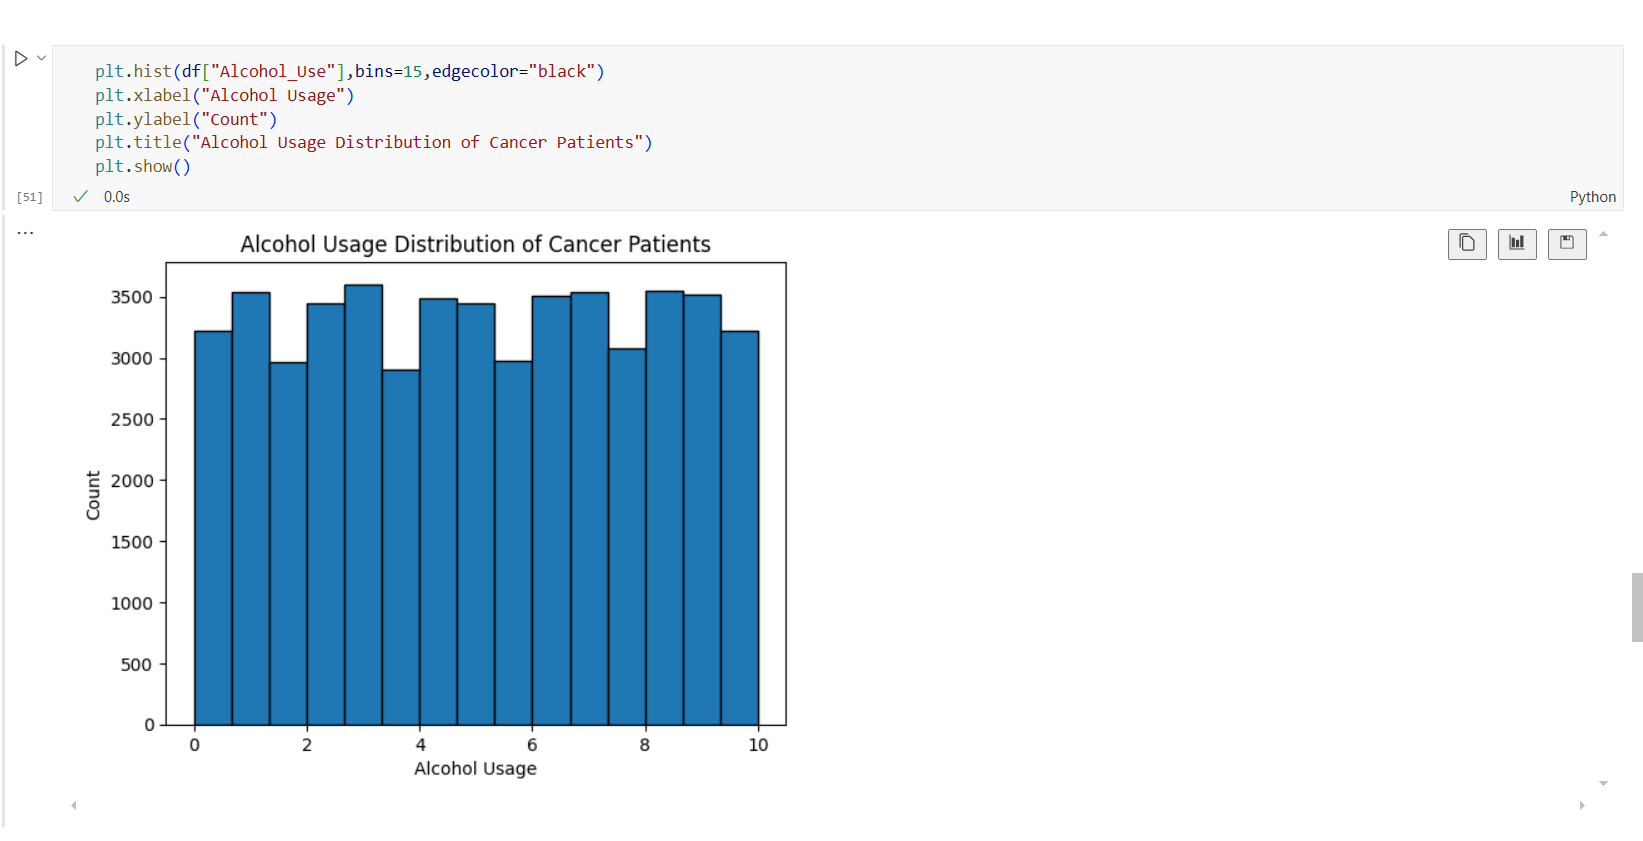 plt.hist(df["Alcohol_Use"],bins=15,edgecolor="black")
plt.xlabel("Alcohol Usage")
plt.ylabel("Count")
plt.title("Alcohol Usage Distribution of Cancer Patients")
plt.show()
[51] 0.0s Python
...
Alcohol Usage Distribution of Cancer Patients
3500
3000
2500
2000
1500
1000
500
0
Count
0 2 4 6 8 10
Alcohol Usage